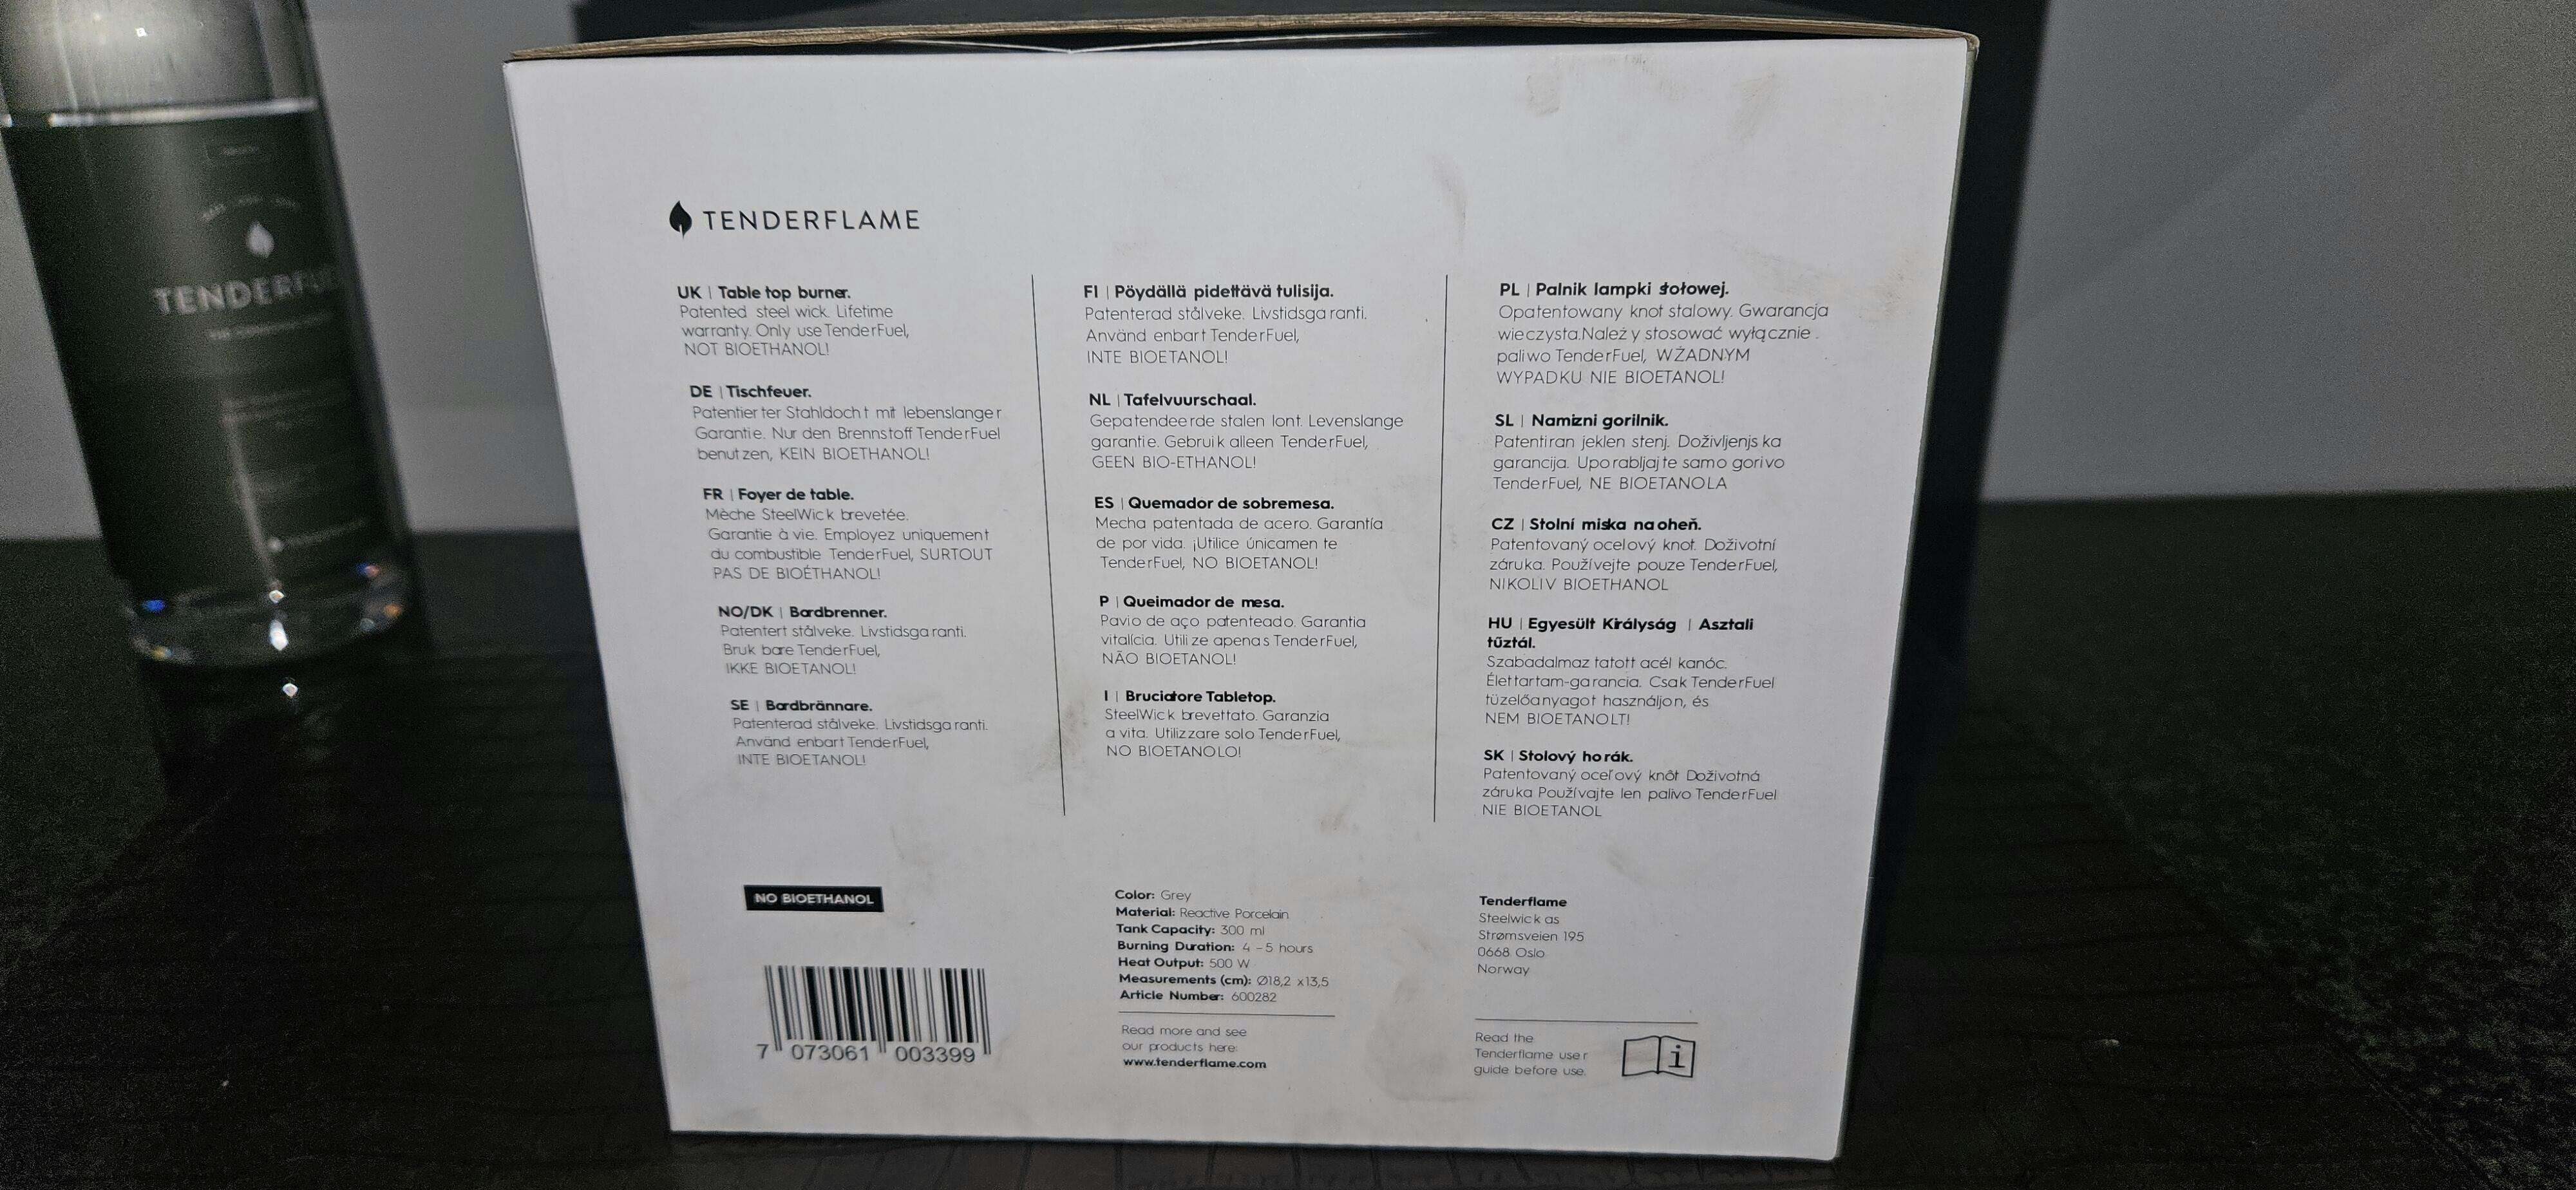 TENDERFUEL
TENDERFLAME
UK | Table top burner.
Patented steel wick. Lifetime
warranty. Only use TenderFuel,
NOT BIOETHANOL!
DE | Tischfeuer.
Patentierter Stahldocht mit lebenslanger
Garantie. Nur den Brennstoff TenderFuel
benutzen, KEIN BIOETHANOL!
FR | Foyer de table.
Mèche SteelWick brevetée.
Garantie à vie. Employez uniquement
du combustible TenderFuel, SURTOUT
PAS DE BIOÉTHANOL!
NO/DK | Bordbrenner.
Patentert stålveke. Livstidsgaranti.
Bruk bare TenderFuel,
IKKE BIOETANOL!
SE | Bordbrännare.
Patenterad stålveke. Livstidsgaranti.
Använd enbart TenderFuel,
INTE BIOETANOL!
FI | Pöydällä pidettävä tulisija.
Patenterad stålveke. Livstidsgaranti.
Använd enbart TenderFuel,
INTE BIOETANOL!
NL | Tafelvuurschaal.
Gepatendeerde stalen lont. Levenslange
garantie. Gebruik alleen TenderFuel,
GEEN BIO-ETHANOL!
ES | Quemador de sobremesa.
Mecha patentada de acero. Garantía
de por vida. ¡Utilice únicamente
TenderFuel, NO BIOETANOL!
P | Queimador de mesa.
Pavio de aço patenteado. Garantia
vitalícia. Utilize apenas TenderFuel,
NÃO BIOETANOL!
I | Bruciatore Tabletop.
SteelWick brevettato. Garanzia
a vita. Utilizzare solo TenderFuel,
NO BIOETANOLO!
PL | Palnik lampki stołowej.
Opatentowany knot stalowy. Gwarancja
wieczysta.Należy stosować wyłącznie .
paliwo TenderFuel, WŻADNYM
WYPADKU NIE BIOETANOL!
SL | Namizni gorilnik.
Patentiran jeklen stenj. Doživljenjska
garancija. Uporabljajte samo gorivo
TenderFuel, NE BIOETANOLA
CZ | Stolní miska na oheň.
Patentovaný ocelový knot. Doživotní
záruka. Používejte pouze TenderFuel,
NIKOLIV BIOETHANOL
HU | Egyesült Királyság | Asztali
tűztál.
Szabadalmaztatott acél kanóc.
Élettartam-garancia. Csak TenderFuel
tüzelőanyagot használjon, és
NEM BIOETANOLT!
SK | Stolový horák.
Patentovaný oceľový knôt Doživotná
záruka Používajte len palivo TenderFuel
NIE BIOETANOL
NO BIOETHANOL
7 073061 003399
Color: Grey
Material: Reactive Porcelain
Tank Capacity: 300 ml
Burning Duration: 4 - 5 hours
Heat Output: 500 W
Measurements (cm): Ø18,2 x13,5
Article Number: 600282
Read more and see
our products here:
www.tenderflame.com
Tenderflame
Steelwick as
Strømsveien 195
0668 Oslo
Norway
Read the
Tenderflame user
guide before use.